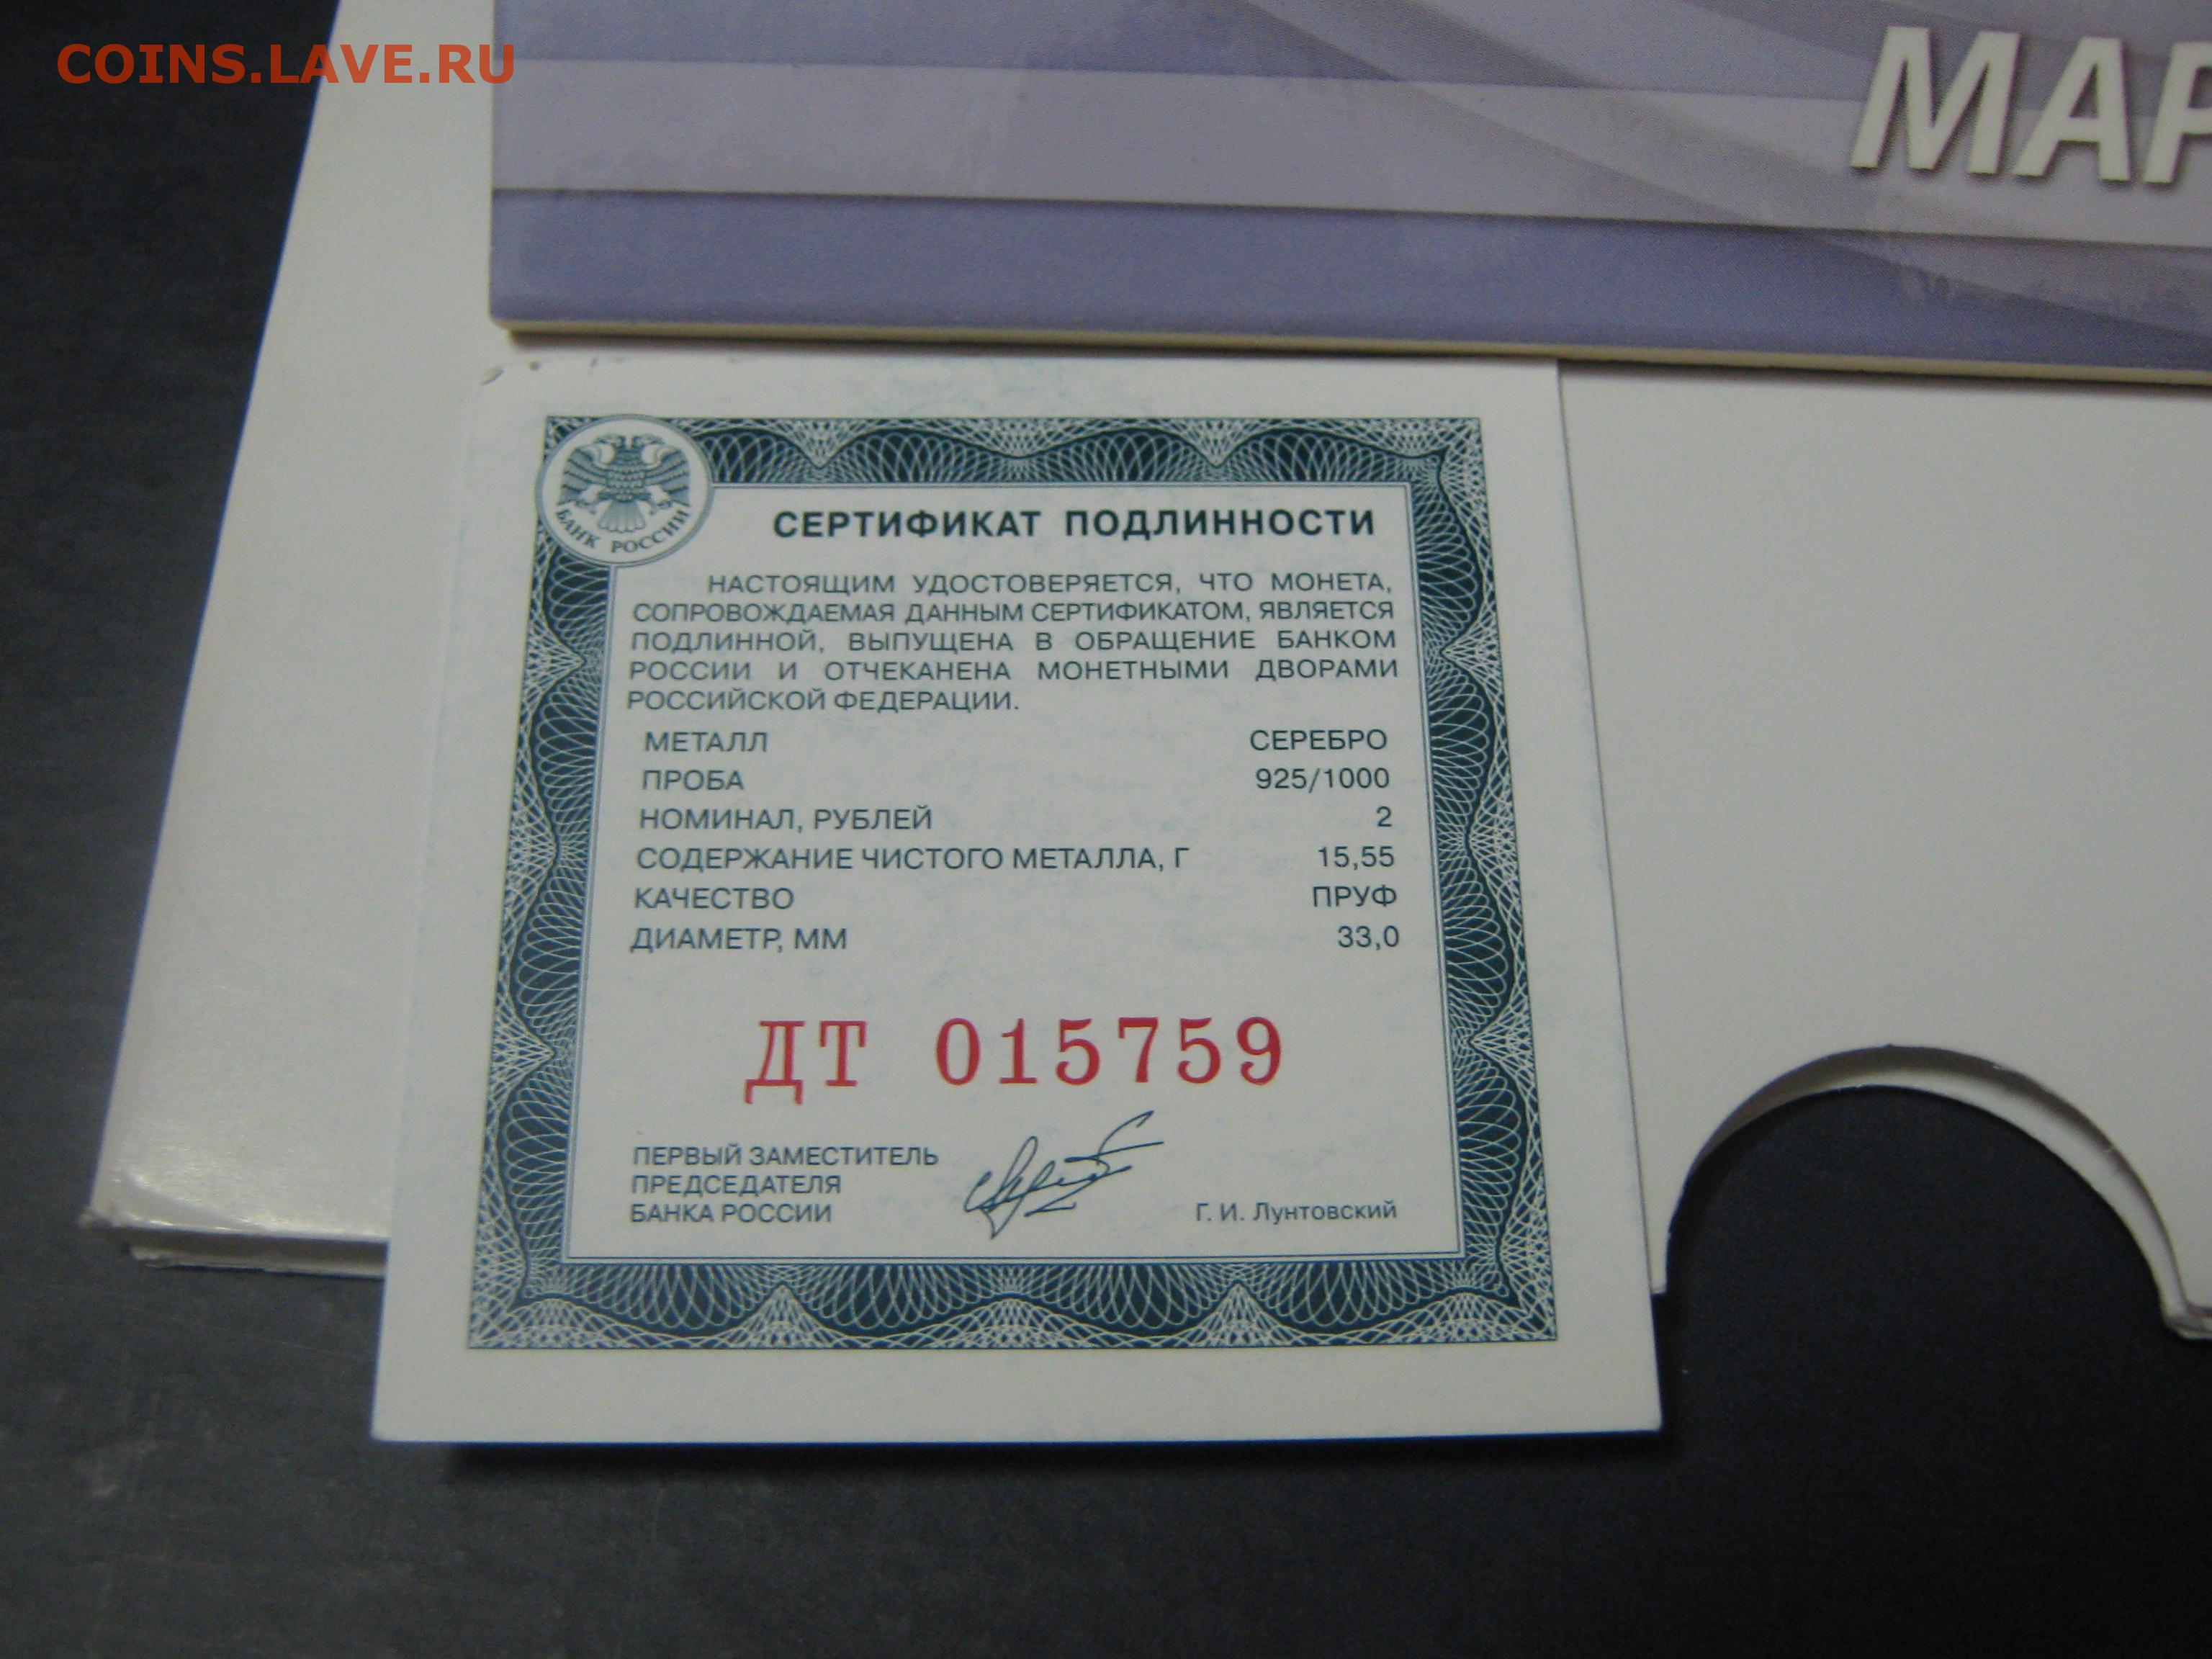 COINS.LAVE.RU
МАР
БАНК РОССИИ
СЕРТИФИКАТ ПОДЛИННОСТИ
НАСТОЯЩИМ УДОСТОВЕРЯЕТСЯ, ЧТО МОНЕТА,
СОПРОВОЖДАЕМАЯ ДАННЫМ СЕРТИФИКАТОМ, ЯВЛЯЕТСЯ
ПОДЛИННОЙ, ВЫПУЩЕНА В ОБРАЩЕНИЕ БАНКОМ
РОССИИ И ОТЧЕКАНЕНА МОНЕТНЫМИ ДВОРАМИ
РОССИЙСКОЙ ФЕДЕРАЦИИ.
МЕТАЛЛ СЕРЕБРО
ПРОБА 925/1000
НОМИНАЛ, РУБЛЕЙ 2
СОДЕРЖАНИЕ ЧИСТОГО МЕТАЛЛА, Г 15,55
КАЧЕСТВО ПРУФ
ДИАМЕТР, ММ 33,0
ДТ 015759
ПЕРВЫЙ ЗАМЕСТИТЕЛЬ
ПРЕДСЕДАТЕЛЯ
БАНКА РОССИИ Г. И. Лунтовский